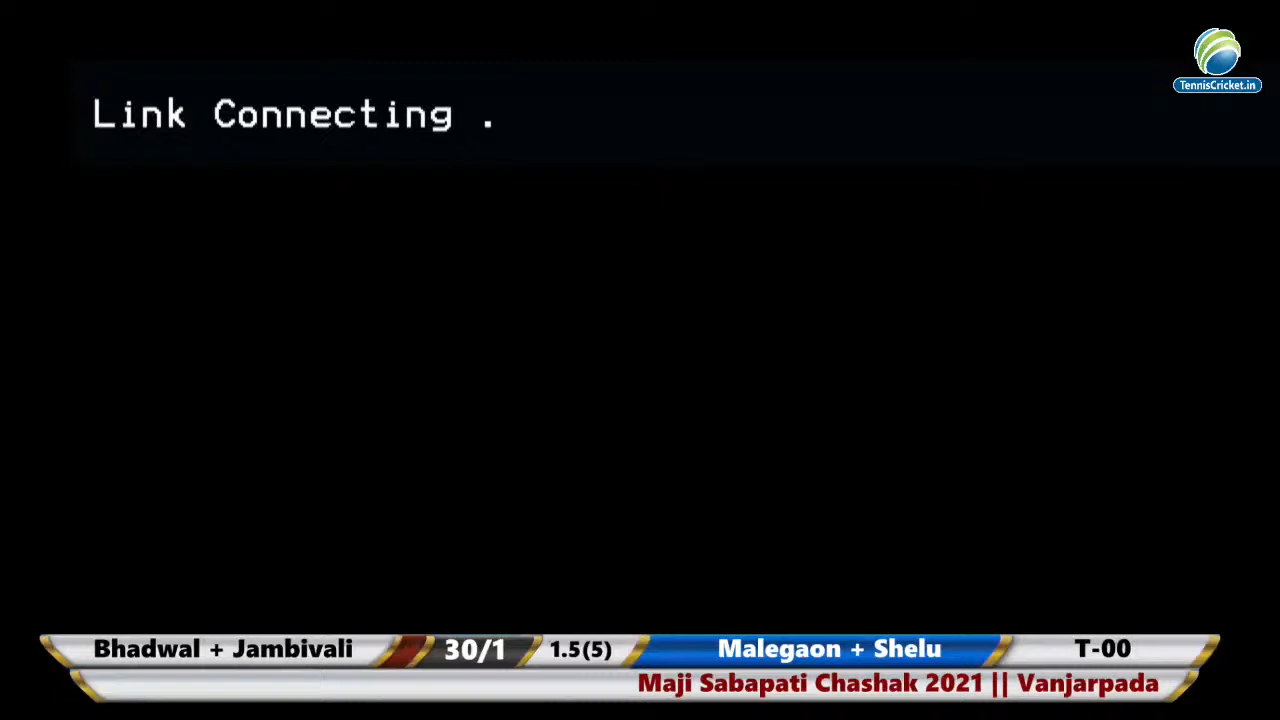 TennisCricket.in
Link Connecting .
Bhadwal + Jambivali 30/1 1.5(5) Malegaon + Shelu T-00
Maji Sabapati Chashak 2021 || Vanjarpada